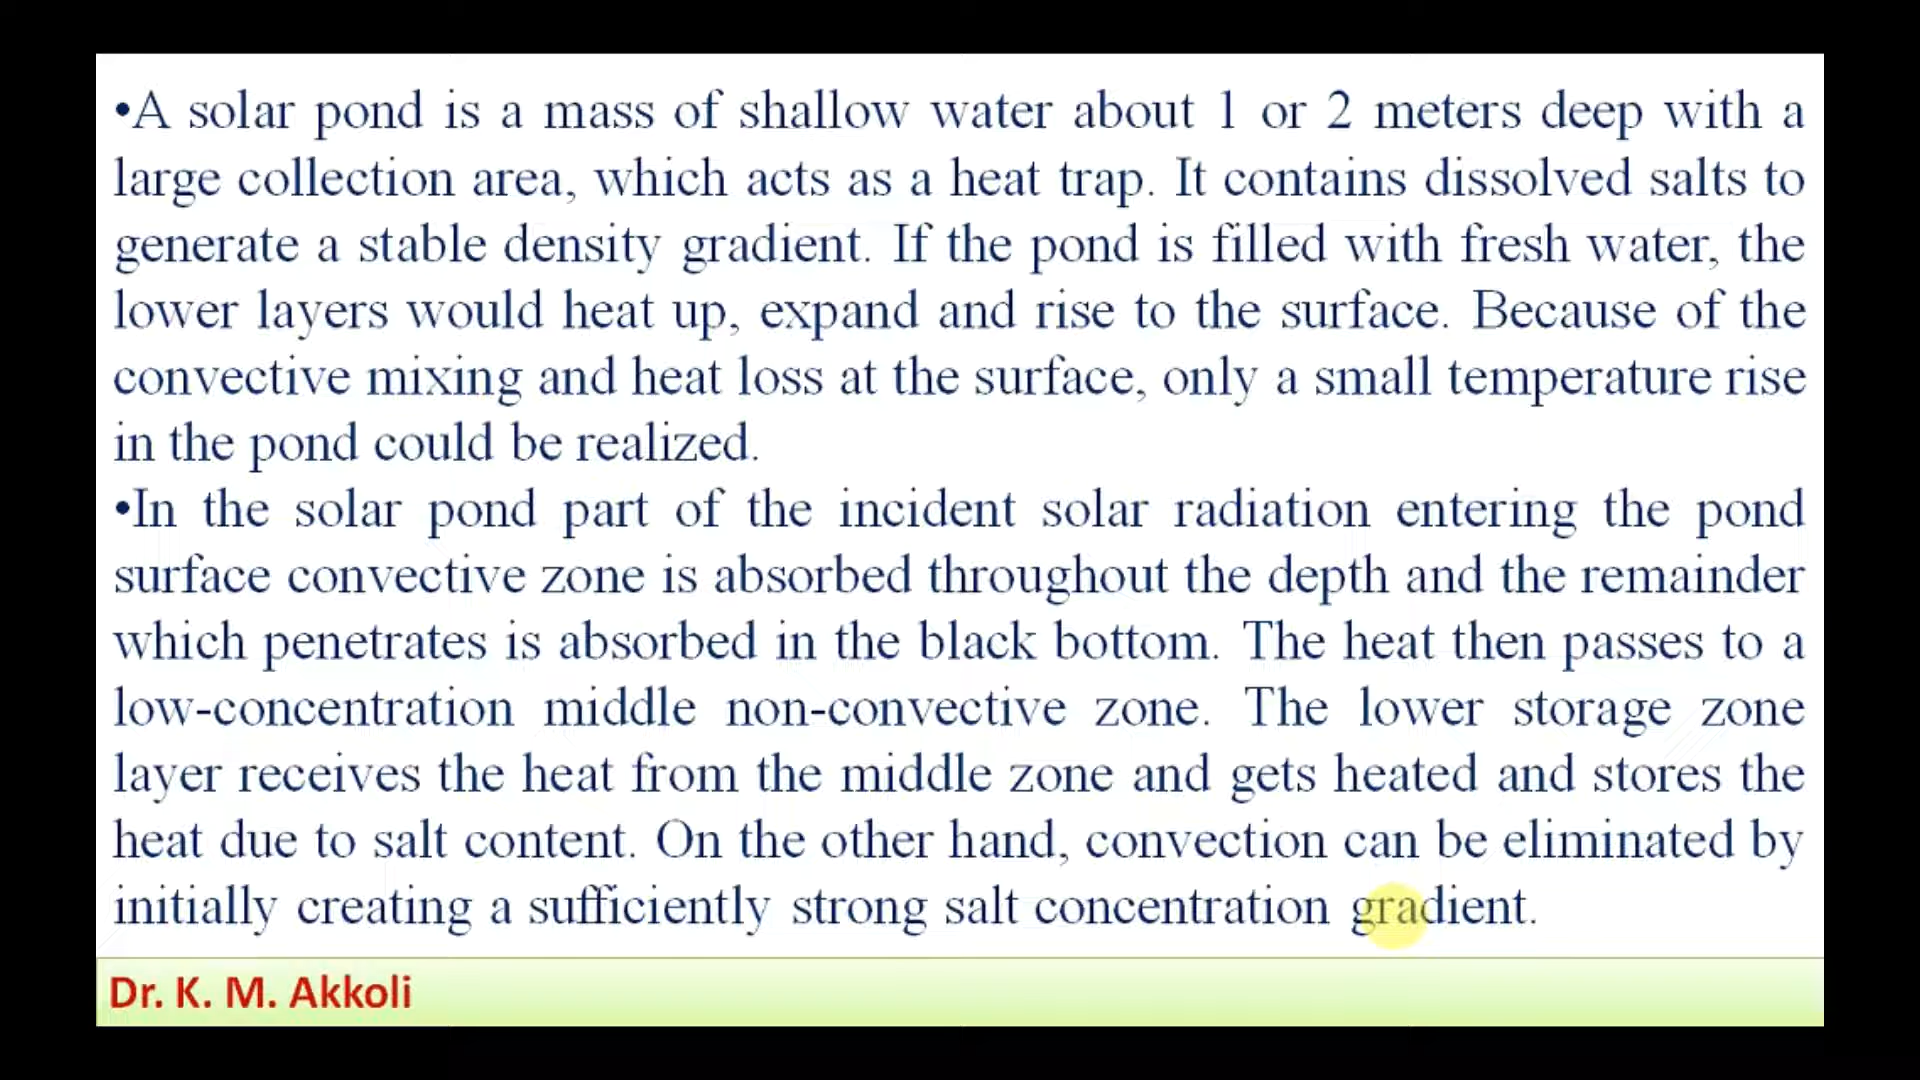 •A solar pond is a mass of shallow water about 1 or 2 meters deep with a
large collection area, which acts as a heat trap. It contains dissolved salts to
generate a stable density gradient. If the pond is filled with fresh water, the
lower layers would heat up, expand and rise to the surface. Because of the
convective mixing and heat loss at the surface, only a small temperature rise
in the pond could be realized.
•In the solar pond part of the incident solar radiation entering the pond
surface convective zone is absorbed throughout the depth and the remainder
which penetrates is absorbed in the black bottom. The heat then passes to a
low-concentration middle non-convective zone. The lower storage zone
layer receives the heat from the middle zone and gets heated and stores the
heat due to salt content. On the other hand, convection can be eliminated by
initially creating a sufficiently strong salt concentration gradient.
Dr. K. M. Akkoli